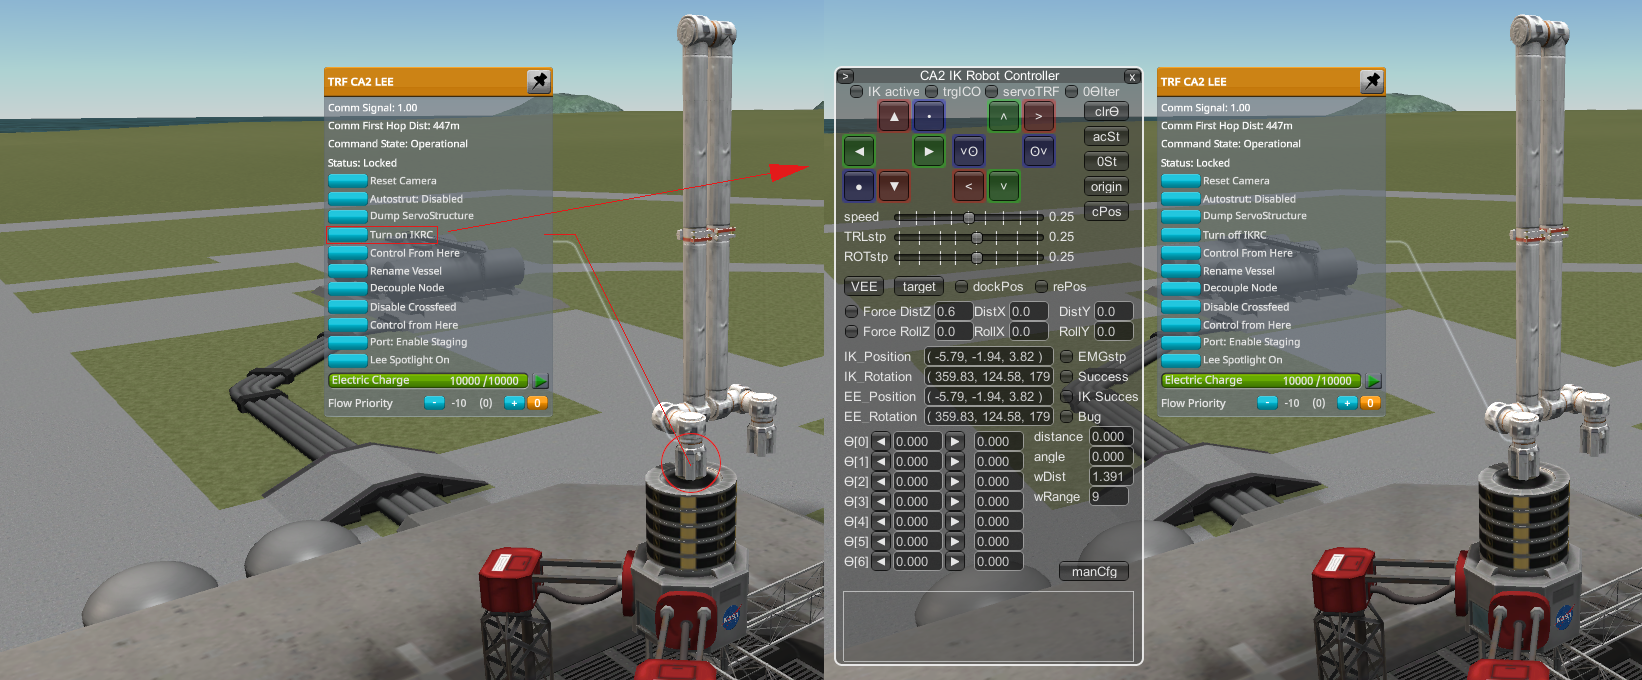 TRF CA2 LEE
Comm Signal: 1.00
Comm First Hop Dist: 447m
Command State: Operational
Status: Locked
Reset Camera
Autostrut: Disabled
Dump ServoStructure
Turn on IKRC
Control From Here
Rename Vessel
Decouple Node
Disable Crossfeed
Control from Here
Port: Enable Staging
Lee Spotlight On
Electric Charge 10000 /10000
Flow Priority - -10 (0) + 0
> CA2 IK Robot Controller x
IK active trgICO servoTRF 0ϴIter
▲ • ^ > clrϴ
◄ ► vʘ ʘv acSt
● ▼ < v 0St
origin
cPos
speed 0.25
TRLstp 0.25
ROTstp 0.25
VEE target dockPos rePos
Force DistZ 0.6 DistX 0.0 DistY 0.0
Force RollZ 0.0 RollX 0.0 RollY 0.0
IK_Position ( -5.79, -1.94, 3.82 ) EMGstp
IK_Rotation ( 359.83, 124.58, 179 Success
EE_Position ( -5.79, -1.94, 3.82 ) IK Succes
EE_Rotation ( 359.83, 124.58, 179 Bug
ϴ[0] ◄ 0.000 ► 0.000 distance 0.000
ϴ[1] ◄ 0.000 ► 0.000 angle 0.000
ϴ[2] ◄ 0.000 ► 0.000 wDist 1.391
ϴ[3] ◄ 0.000 ► 0.000 wRange 9
ϴ[4] ◄ 0.000 ► 0.000
ϴ[5] ◄ 0.000 ► 0.000
ϴ[6] ◄ 0.000 ► 0.000
manCfg
TRF CA2 LEE
Comm Signal: 1.00
Comm First Hop Dist: 447m
Command State: Operational
Status: Locked
Reset Camera
Autostrut: Disabled
Dump ServoStructure
Turn off IKRC
Control From Here
Rename Vessel
Decouple Node
Disable Crossfeed
Control from Here
Port: Enable Staging
Lee Spotlight On
Electric Charge 10000 /10000
Flow Priority - -10 (0) + 0
NASA
NASA